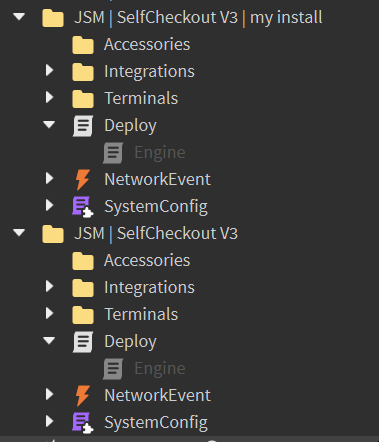 JSM | SelfCheckout V3 | my install
Accessories
Integrations
Terminals
Deploy
Engine
NetworkEvent
SystemConfig
JSM | SelfCheckout V3
Accessories
Integrations
Terminals
Deploy
Engine
NetworkEvent
SystemConfig